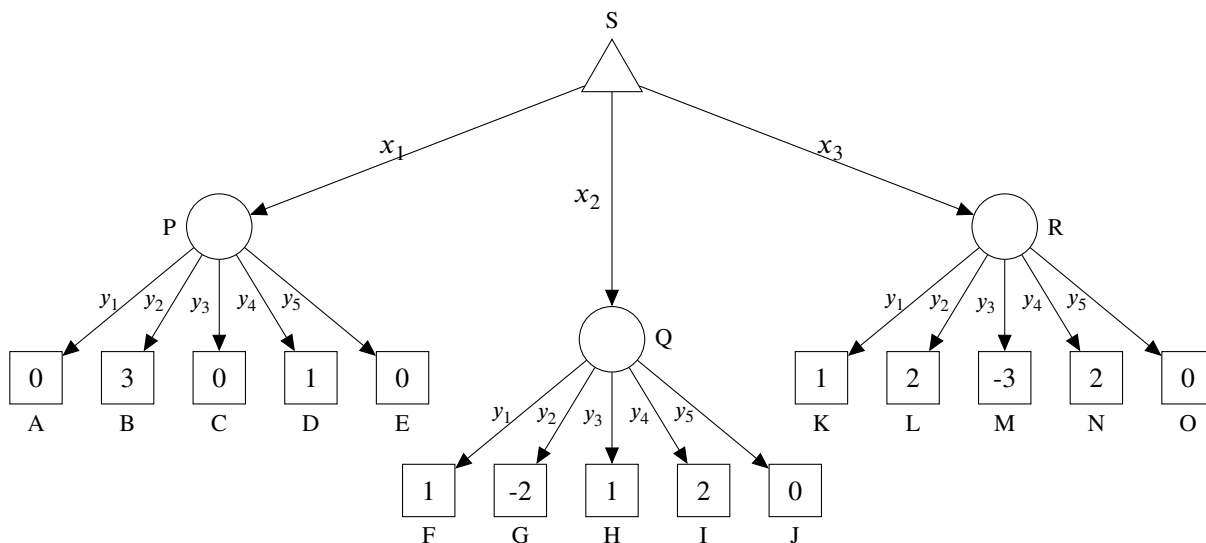 S
x₁
x₂
x₃
P
R
y₁ y₂ y₃ y₄ y₅
y₁ y₂ y₃ y₄ y₅
Q
0 3 0 1 0
1 2 -3 2 0
A B C D E
K L M N O
y₁ y₂ y₃ y₄ y₅
1 -2 1 2 0
F G H I J